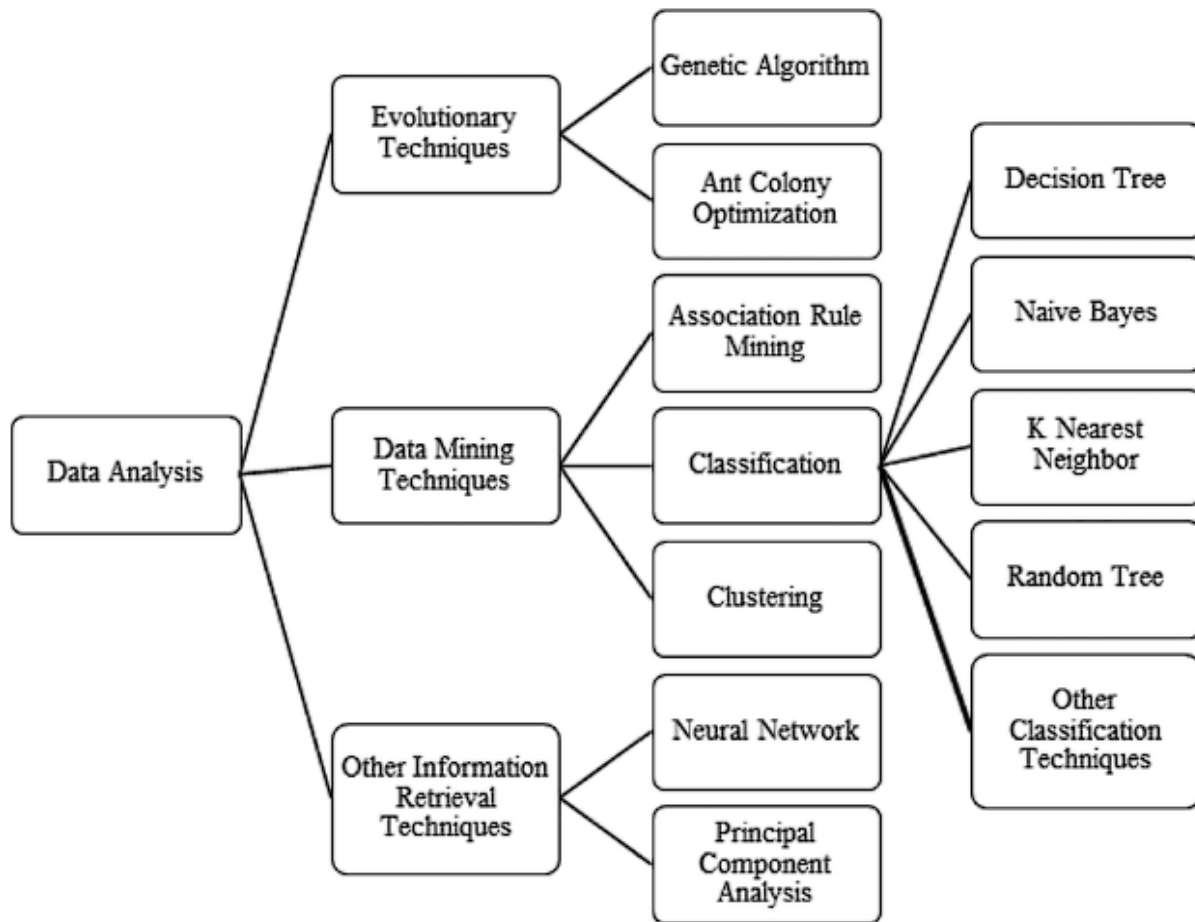 Data Analysis
Evolutionary
Techniques
Data Mining
Techniques
Other Information
Retrieval
Techniques
Genetic Algorithm
Ant Colony
Optimization
Association Rule
Mining
Classification
Clustering
Neural Network
Principal
Component
Analysis
Decision Tree
Naive Bayes
K Nearest
Neighbor
Random Tree
Other
Classification
Techniques